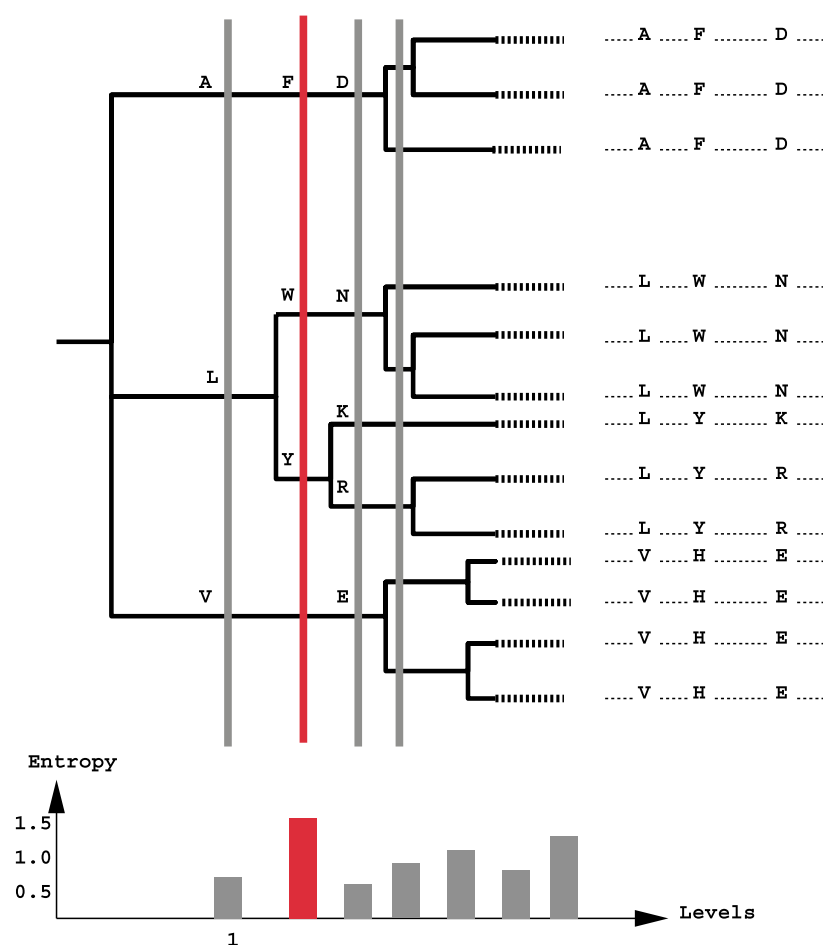 A F D
A F D
A F D
A F D
W N
L W N
L W N
L
L W N
K
L Y K
Y
L Y R
R
L Y R
V H E
V E
V H E
V H E
V H E
Entropy
1.5
1.0
0.5
Levels
1